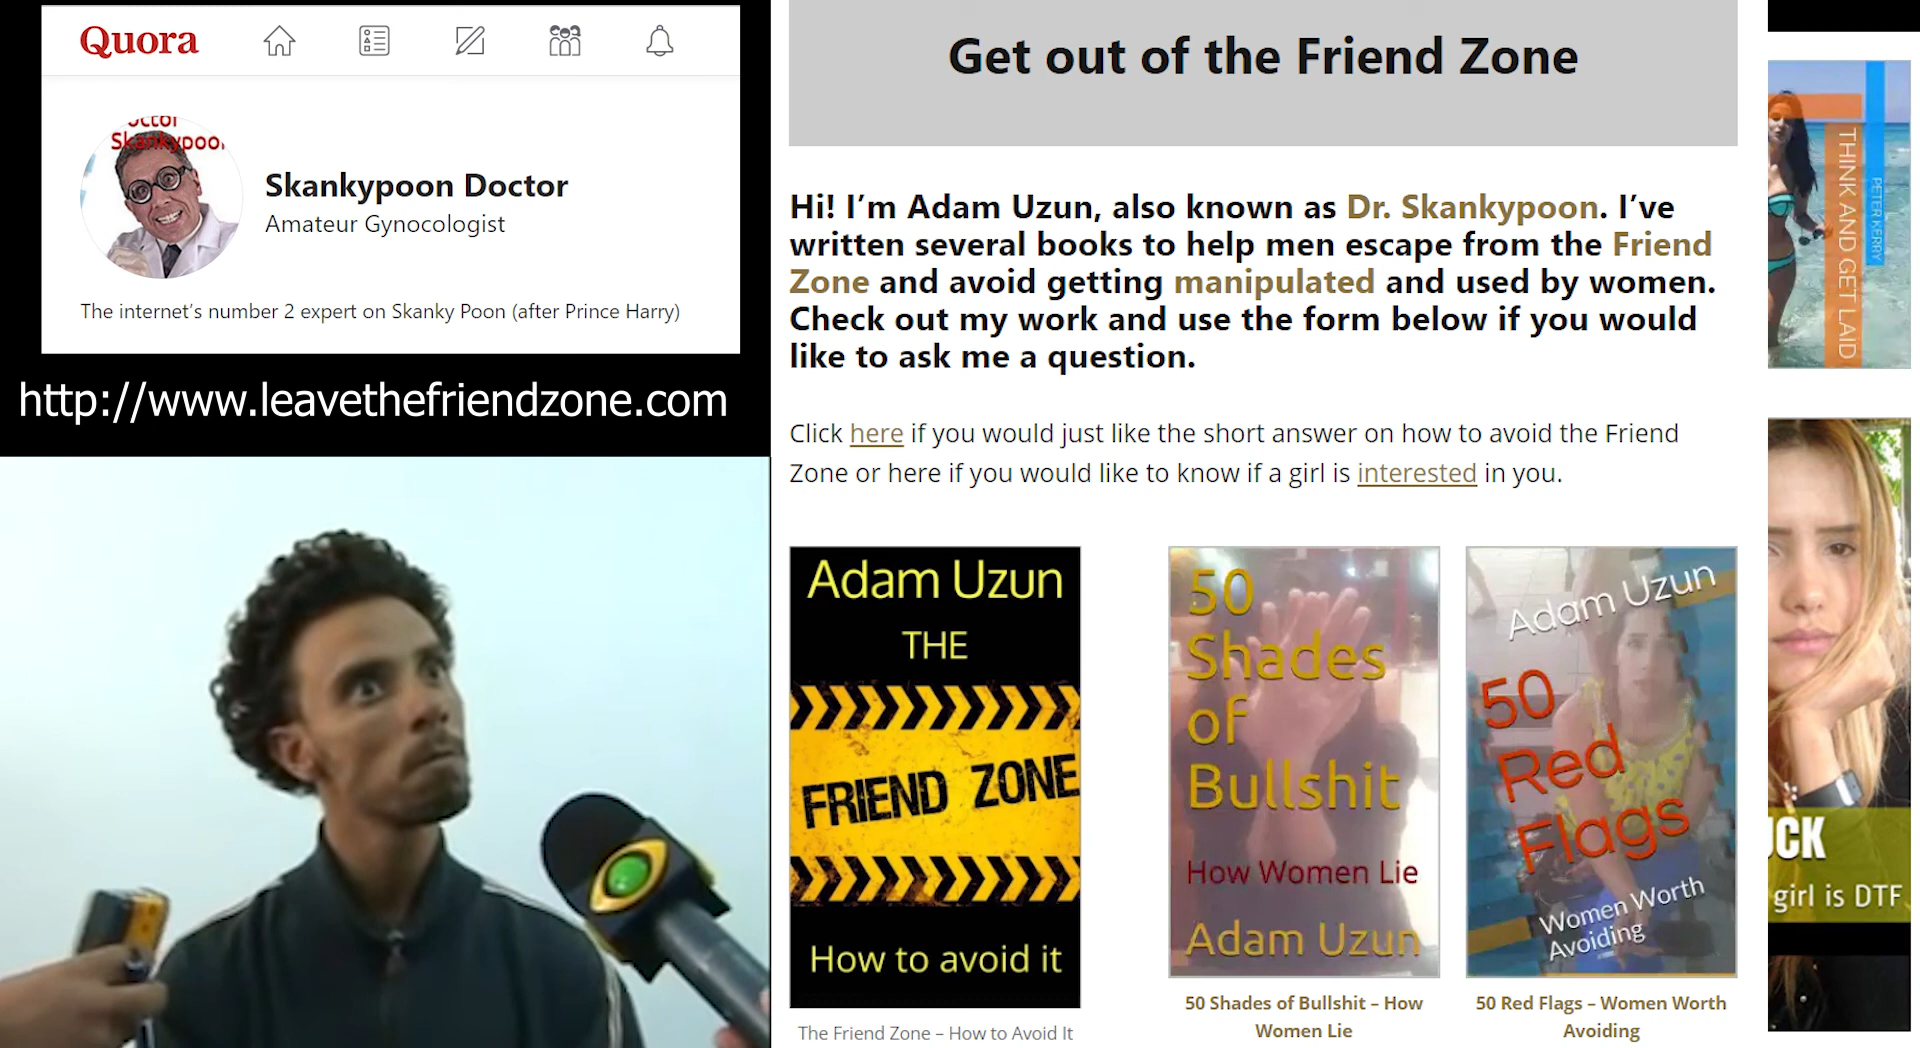 Quora
Skankypoon
Skankypoon Doctor
Amateur Gynocologist
The internet's number 2 expert on Skanky Poon (after Prince Harry)
http://www.leavethefriendzone.com
Get out of the Friend Zone
Hi! I'm Adam Uzun, also known as Dr. Skankypoon. I've
written several books to help men escape from the Friend
Zone and avoid getting manipulated and used by women.
Check out my work and use the form below if you would
like to ask me a question.
Click here if you would just like the short answer on how to avoid the Friend
Zone or here if you would like to know if a girl is interested in you.
Adam Uzun
THE
FRIEND ZONE
How to avoid it
The Friend Zone – How to Avoid It
50
Shades
of
Bullshit
How Women Lie
Adam Uzun
50 Shades of Bullshit – How
Women Lie
Adam Uzun
50
Red
Flags
Women Worth
Avoiding
50 Red Flags – Women Worth
Avoiding
PETER KERRY
THINK AND GET LAID
girl is DTF